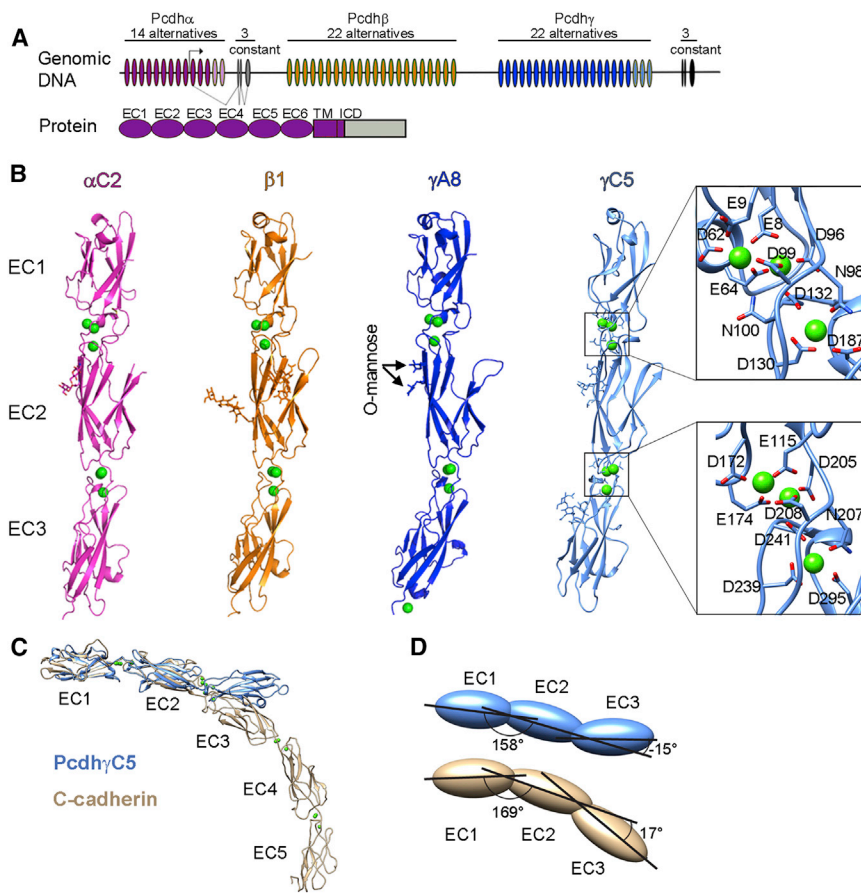 A
Pcdhα
14 alternatives
3
constant
Pcdhβ
22 alternatives
Pcdhγ
22 alternatives
3
constant
Genomic
DNA
Protein
EC1 EC2 EC3 EC4 EC5 EC6 TM ICD
B
αC2
β1
γA8
γC5
EC1
EC2
EC3
O-mannose
E9
E8
D62
D96
D99
N98
E64
D132
N100
D187
D130
E115
D172
D205
E174
D208
N207
D241
D239
D295
C
EC1
EC2
EC3
EC4
EC5
PcdhγC5
C-cadherin
D
EC1
EC2
EC3
158°
-15°
169°
17°
EC1
EC2
EC3